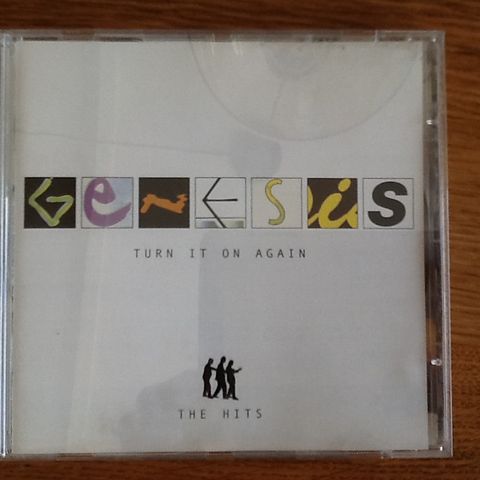 GENESiS
TURN IT ON AGAIN
THE HITS